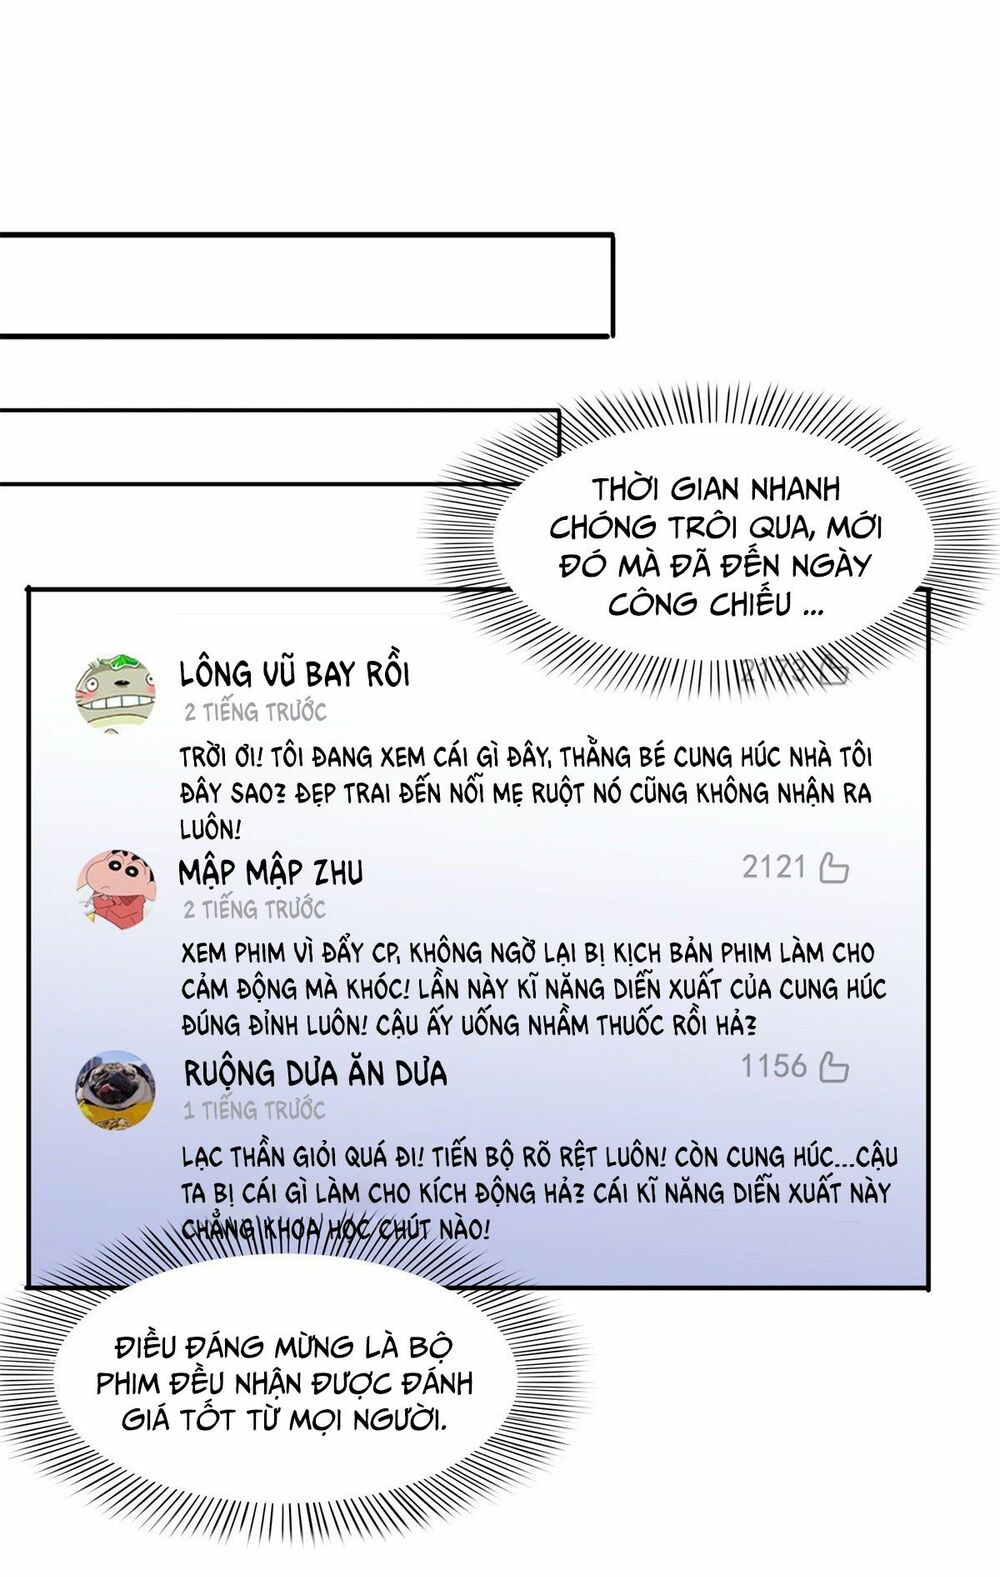 THỜI GIAN NHANH
CHÓNG TRÔI QUA, MỚI
ĐÓ MÀ ĐÃ ĐẾN NGÀY
CÔNG CHIẾU ...
LÔNG VŨ BAY RỒI
2173
2 TIẾNG TRƯỚC
TRỜI ƠI! TÔI ĐANG XEM CÁI GÌ ĐÂY, THẰNG BÉ CUNG HÚC NHÀ TÔI
ĐÂY SAO? ĐẸP TRAI ĐẾN NỖI MẸ RUỘT NÓ CŨNG KHÔNG NHẬN RA
LUÔN!
MẬP MẬP ZHU
2121
2 TIẾNG TRƯỚC
XEM PHIM VÌ ĐẨY CP, KHÔNG NGỜ LẠI BỊ KỊCH BẢN PHIM LÀM CHO
CẢM ĐỘNG MÀ KHÓC! LẦN NÀY KĨ NĂNG DIỄN XUẤT CỦA CUNG HÚC
ĐÚNG ĐỈNH LUÔN! CẬU ẤY UỐNG NHẦM THUỐC RỒI HẢ?
RUỘNG DƯA ĂN DƯA
1156
1 TIẾNG TRƯỚC
LẠC THẦN GIỎI QUÁ ĐI! TIẾN BỘ RÕ RỆT LUÔN! CÒN CUNG HÚC...CẬU
TA BỊ CÁI GÌ LÀM CHO KÍCH ĐỘNG HẢ? CÁI KĨ NĂNG DIỄN XUẤT NÀY
CHẲNG KHOA HỌC CHÚT NÀO!
ĐIỀU ĐÁNG MỪNG LÀ BỘ
PHIM ĐỀU NHẬN ĐƯỢC ĐÁNH
GIÁ TỐT TỪ MỌI NGƯỜI.